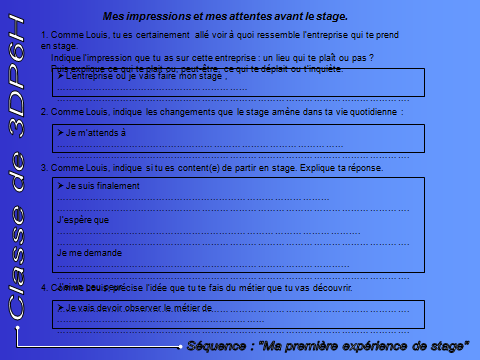 Mes impressions et mes attentes avant le stage.
1. Comme Louis, tu es certainement allé voir à quoi ressemble l'entreprise qui te prend
en stage.
Indique l'impression que tu as sur cette entreprise : un lieu qui te plaît ou pas ?
Puis explique ce qui te plaît ou, peut-être, ce qui te déplaît ou t'inquiète.
➢ L'entreprise où je vais faire mon stage ,
2. Comme Louis, indique les changements que le stage amène dans ta vie quotidienne :
➢ Je m'attends à
3. Comme Louis, indique si tu es content(e) de partir en stage. Explique ta réponse.
➢ Je suis finalement
J'espère que
Je me demande
4. Comme Louis, précise l'idée que tu te fais du métier que tu vas découvrir.
➢ Je vais devoir observer le métier de
Classe de 3DP6H
Séquence : "Ma première expérience de stage"